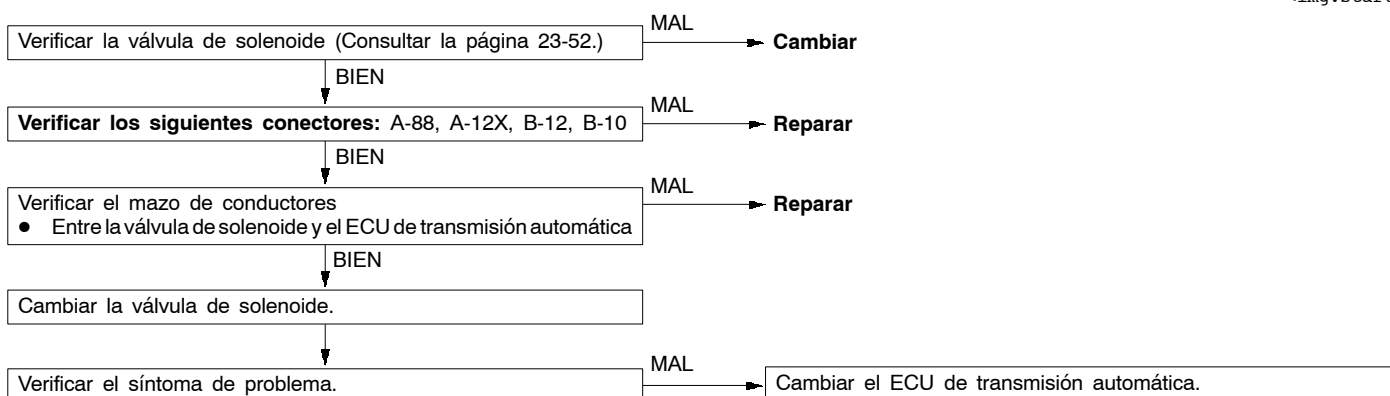 Verificar la válvula de solenoide (Consultar la página 23-52.)
MAL
Cambiar
BIEN
Verificar los siguientes conectores: A-88, A-12X, B-12, B-10
MAL
Reparar
BIEN
Verificar el mazo de conductores
● Entre la válvula de solenoide y el ECU de transmisión automática
MAL
Reparar
BIEN
Cambiar la válvula de solenoide.
Verificar el síntoma de problema.
MAL
Cambiar el ECU de transmisión automática.